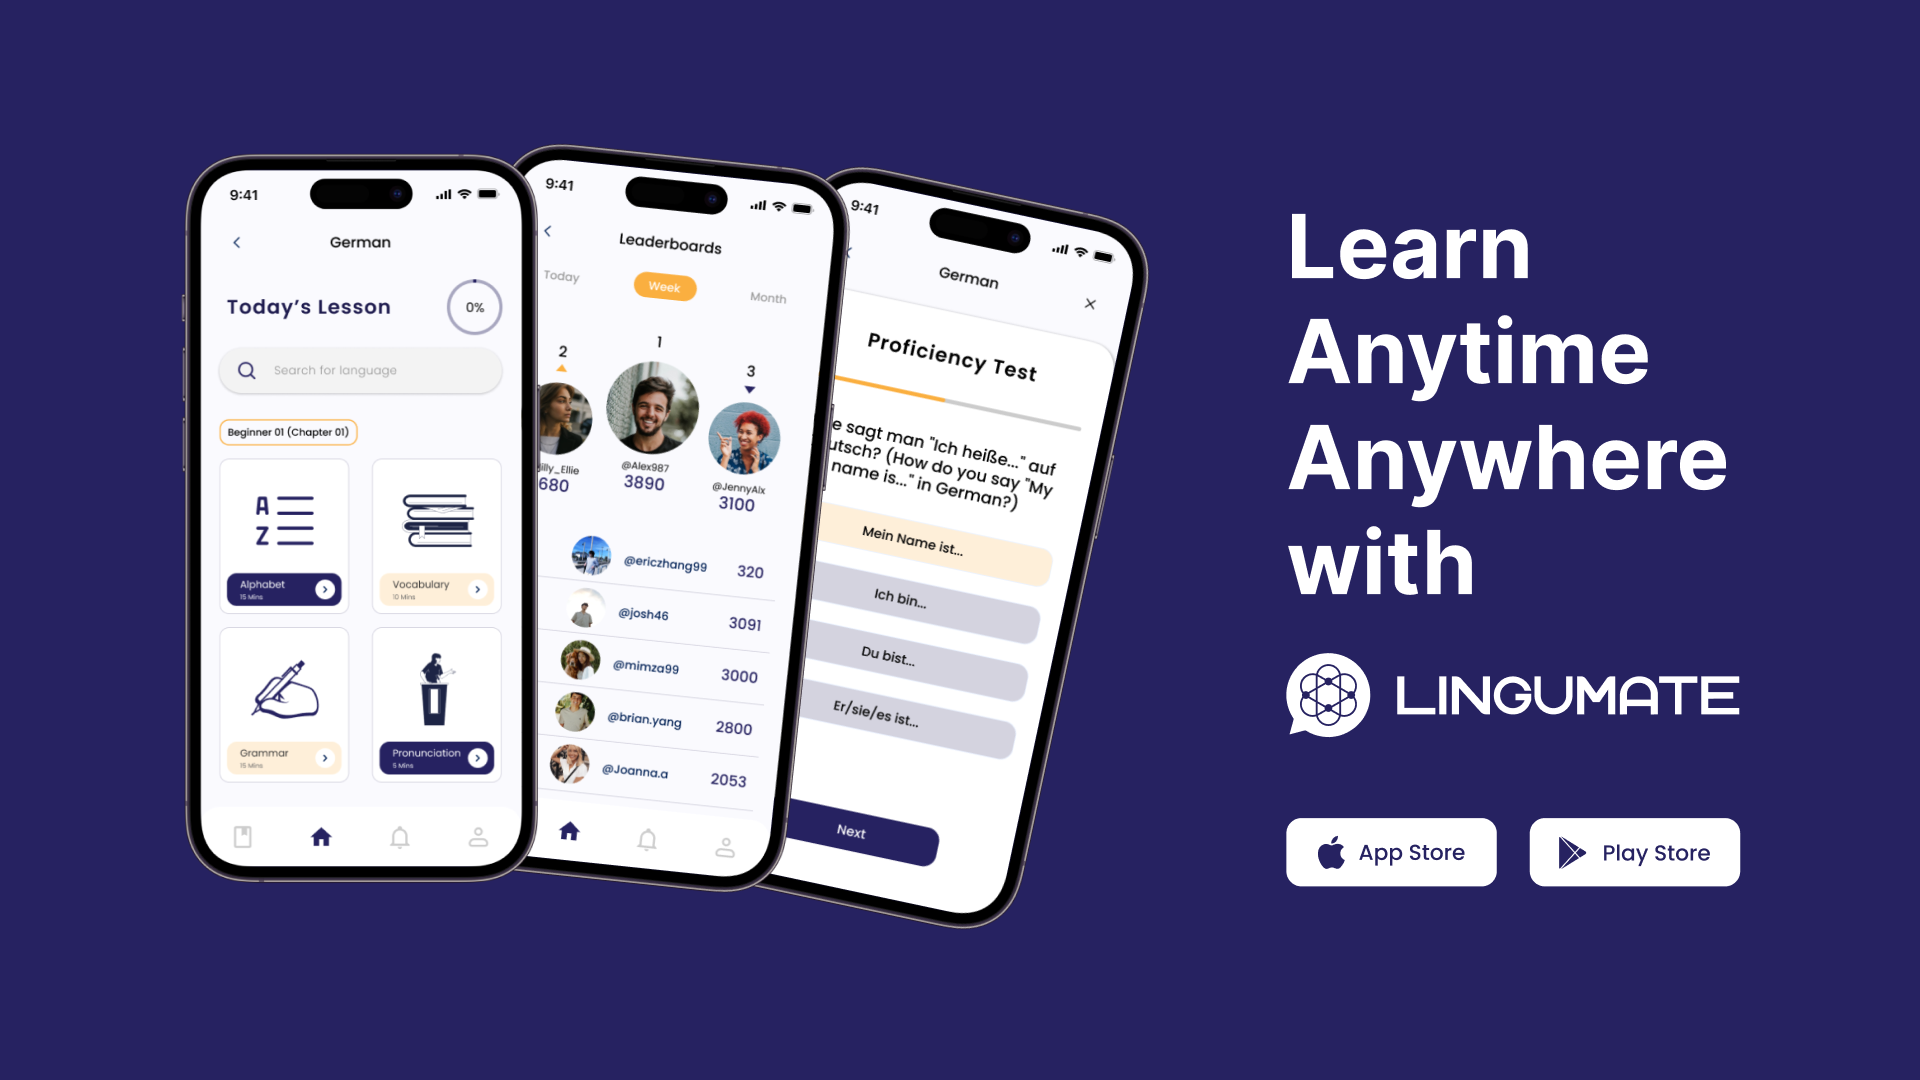 9:41
German
Today's Lesson
0%
Search for language
Beginner 01 (Chapter 01)
A
Z
Alphabet
15 Mins
Vocabulary
10 Mins
Grammar
15 Mins
Pronunciation
5 Mins
9:41
Leaderboards
Today
Week
Month
1
2
3
illy_Ellie
680
@Alex987
3890
@JennyAlx
3100
@ericzhang99 320
@josh46 3091
@mimza99 3000
@brian.yang 2800
@Joanna.a 2053
9:41
German
Proficiency Test
e sagt man "Ich heiße..." auf
utsch? (How do you say "My
name is..." in German?)
Mein Name ist...
Ich bin...
Du bist...
Er/sie/es ist...
Next
Learn
Anytime
Anywhere
with
LINGUMATE
App Store
Play Store